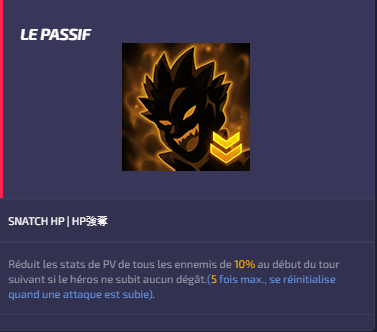 LE PASSIF
SNATCH HP | HP強奪
Réduit les stats de PV de tous les ennemis de 10% au début du tour
suivant si le héros ne subit aucun dégât.(5 fois max., se réinitialise
quand une attaque est subie).